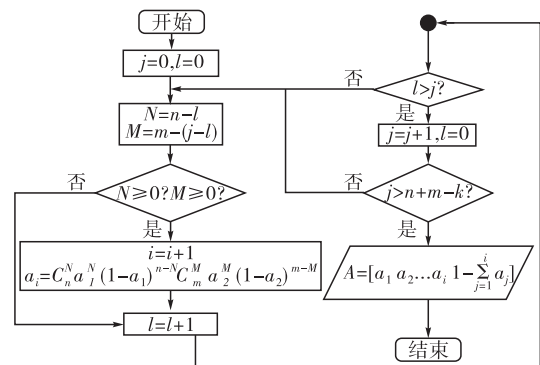 开始
j=0,l=0
N=n-l
M=m-(j-l)
否
N≥0?M≥0?
是
i=i+1
a_i=C_n^N a_1^N (1-a_1)^{n-N} C_m^M a_2^M (1-a_2)^{m-M}
l=l+1
否
l>j?
是
j=j+1,l=0
否
j>n+m-k?
是
A=[a_1 a_2...a_i 1-\sum_{j=1}^{i} a_j]
结束